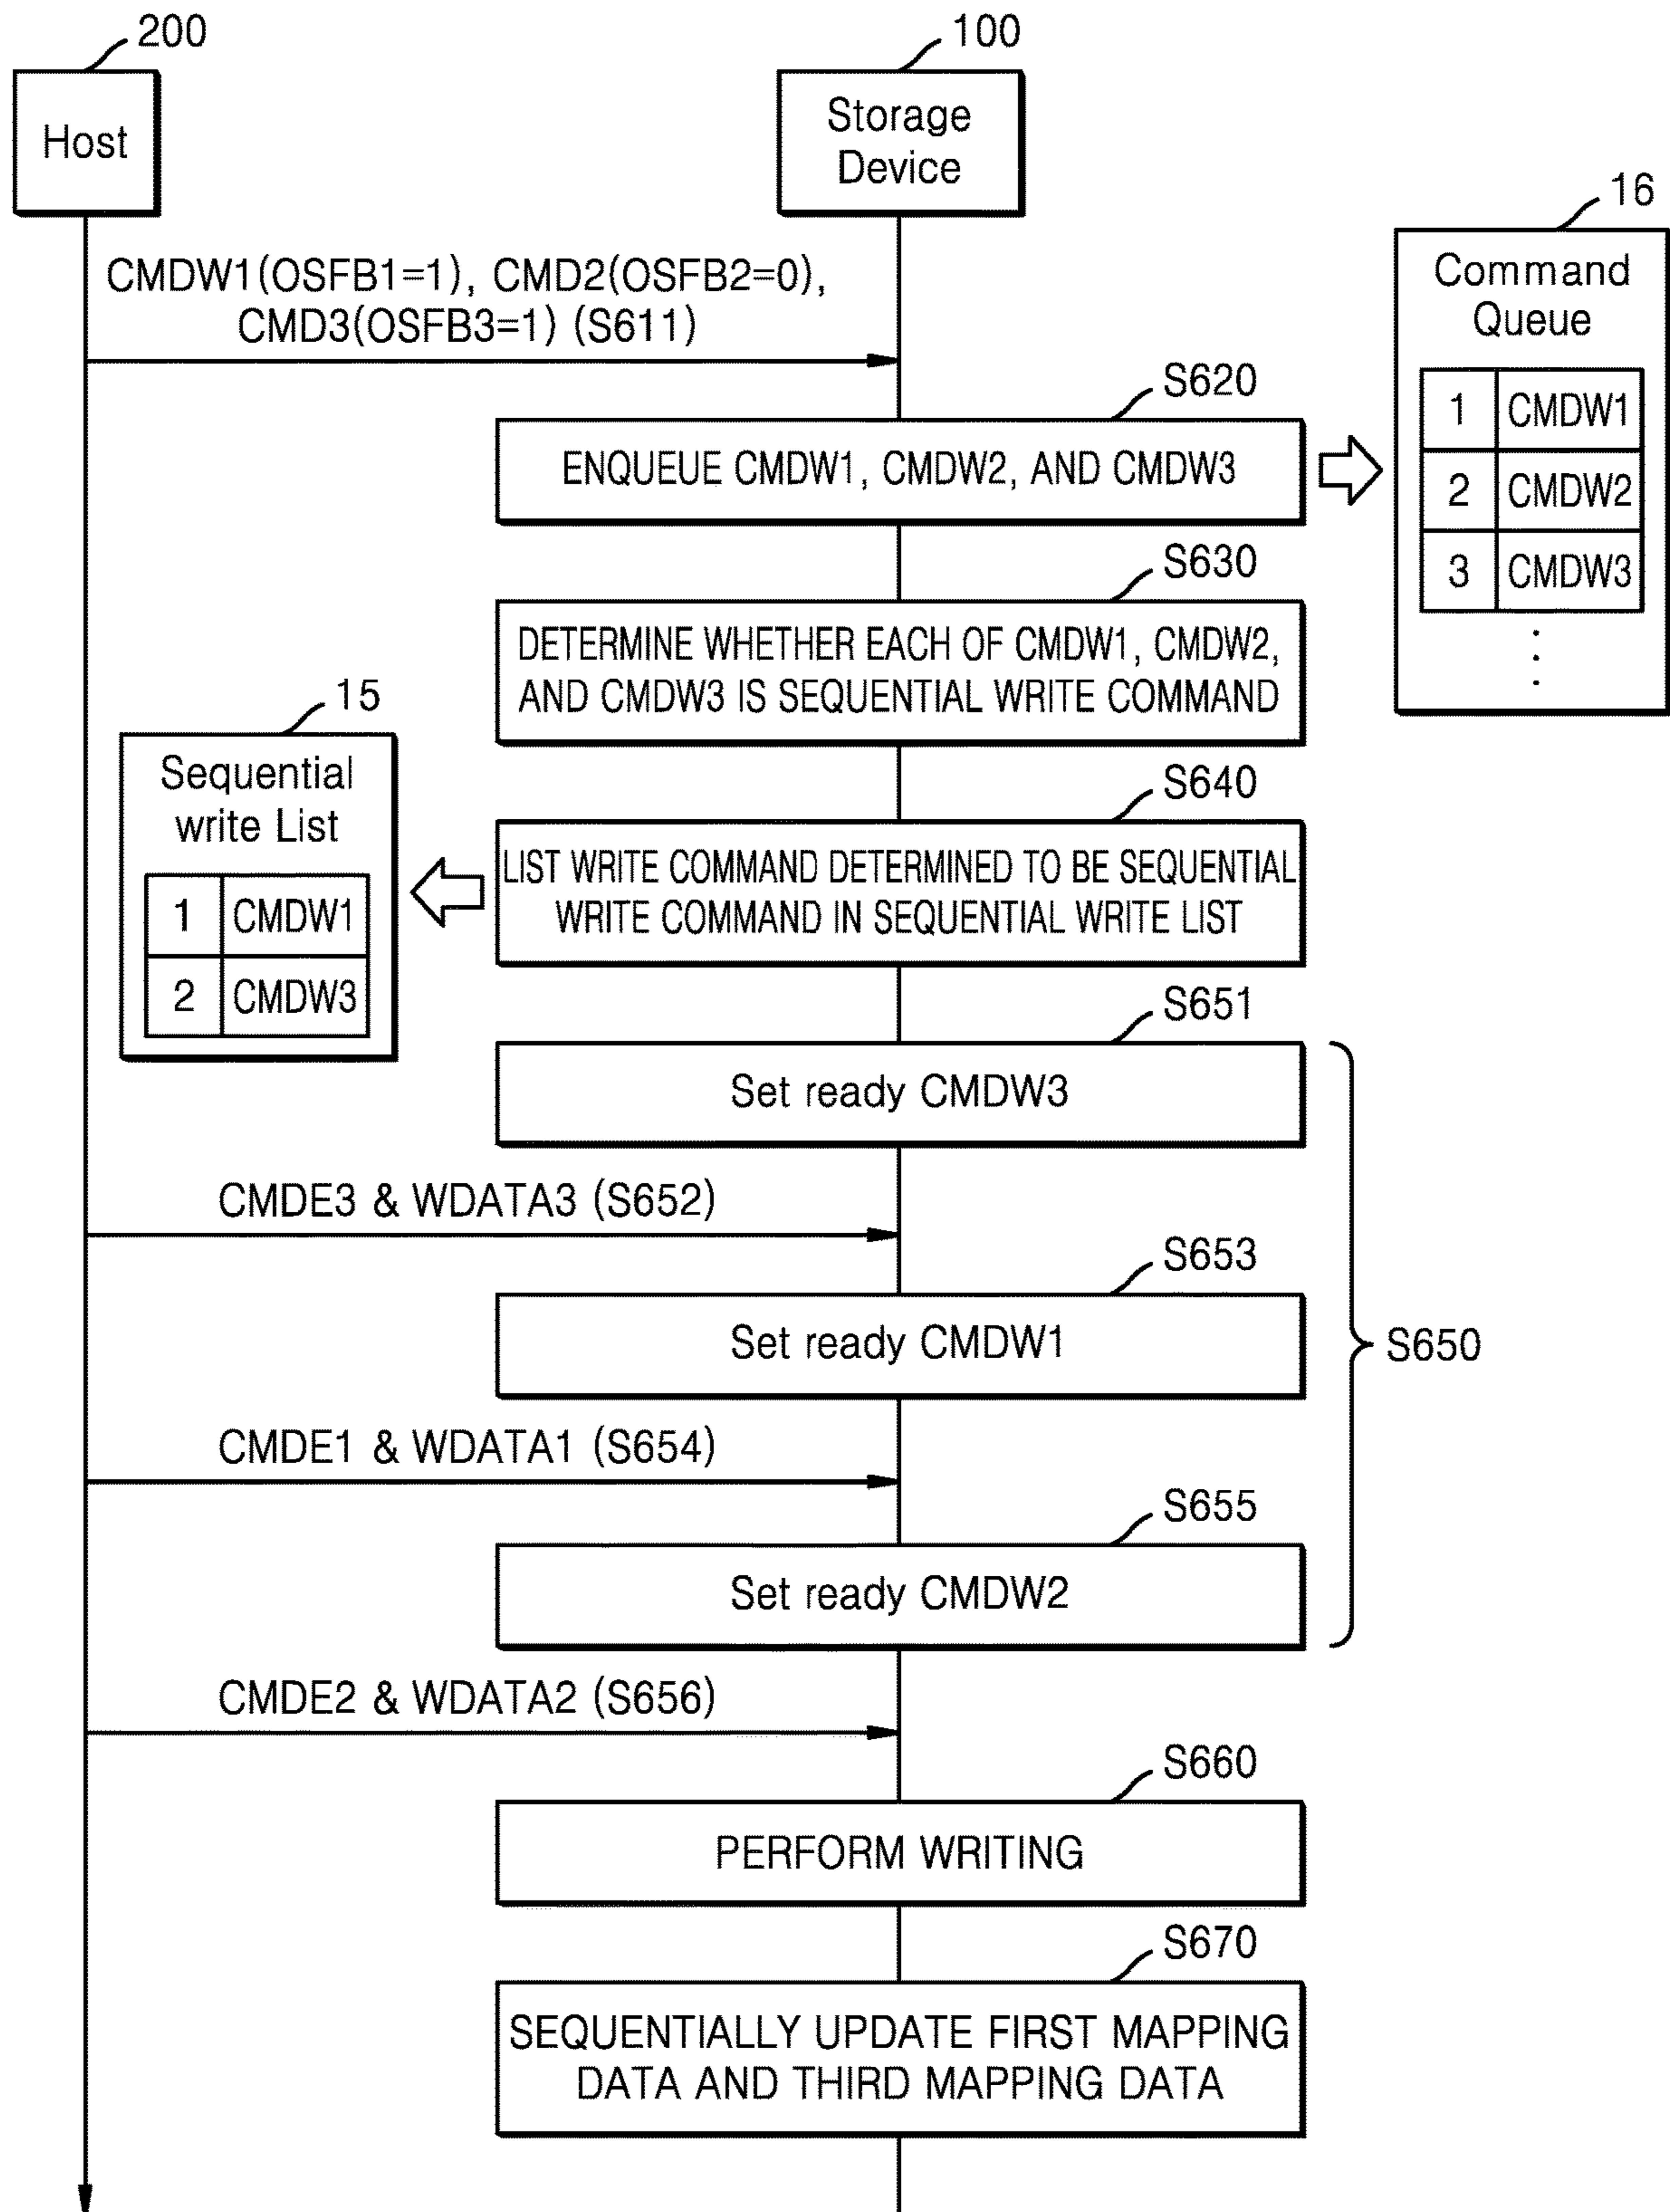 200
Host
100
Storage
Device
16
Command
Queue
1 CMDW1
2 CMDW2
3 CMDW3
CMDW1(OSFB1=1), CMD2(OSFB2=0),
CMD3(OSFB3=1) (S611)
S620
ENQUEUE CMDW1, CMDW2, AND CMDW3
S630
DETERMINE WHETHER EACH OF CMDW1, CMDW2,
AND CMDW3 IS SEQUENTIAL WRITE COMMAND
15
Sequential
write List
1 CMDW1
2 CMDW3
S640
LIST WRITE COMMAND DETERMINED TO BE SEQUENTIAL
WRITE COMMAND IN SEQUENTIAL WRITE LIST
S651
Set ready CMDW3
CMDE3 & WDATA3 (S652)
S653
Set ready CMDW1
S650
CMDE1 & WDATA1 (S654)
S655
Set ready CMDW2
CMDE2 & WDATA2 (S656)
S660
PERFORM WRITING
S670
SEQUENTIALLY UPDATE FIRST MAPPING
DATA AND THIRD MAPPING DATA